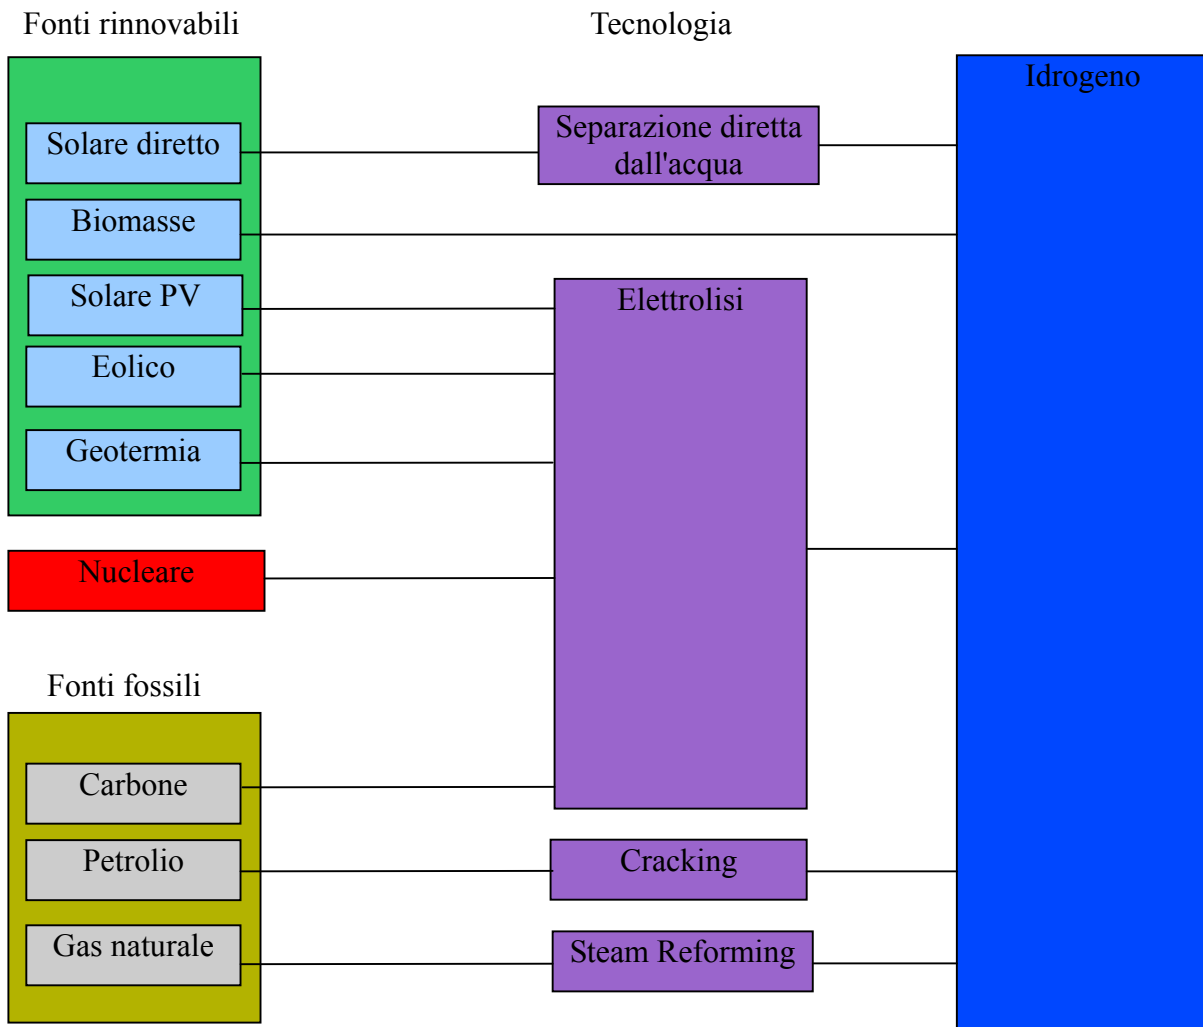 Fonti rinnovabili
Tecnologia
Idrogeno
Solare diretto
Separazione diretta
dall'acqua
Biomasse
Solare PV
Elettrolisi
Eolico
Geotermia
Nucleare
Fonti fossili
Carbone
Petrolio
Cracking
Gas naturale
Steam Reforming